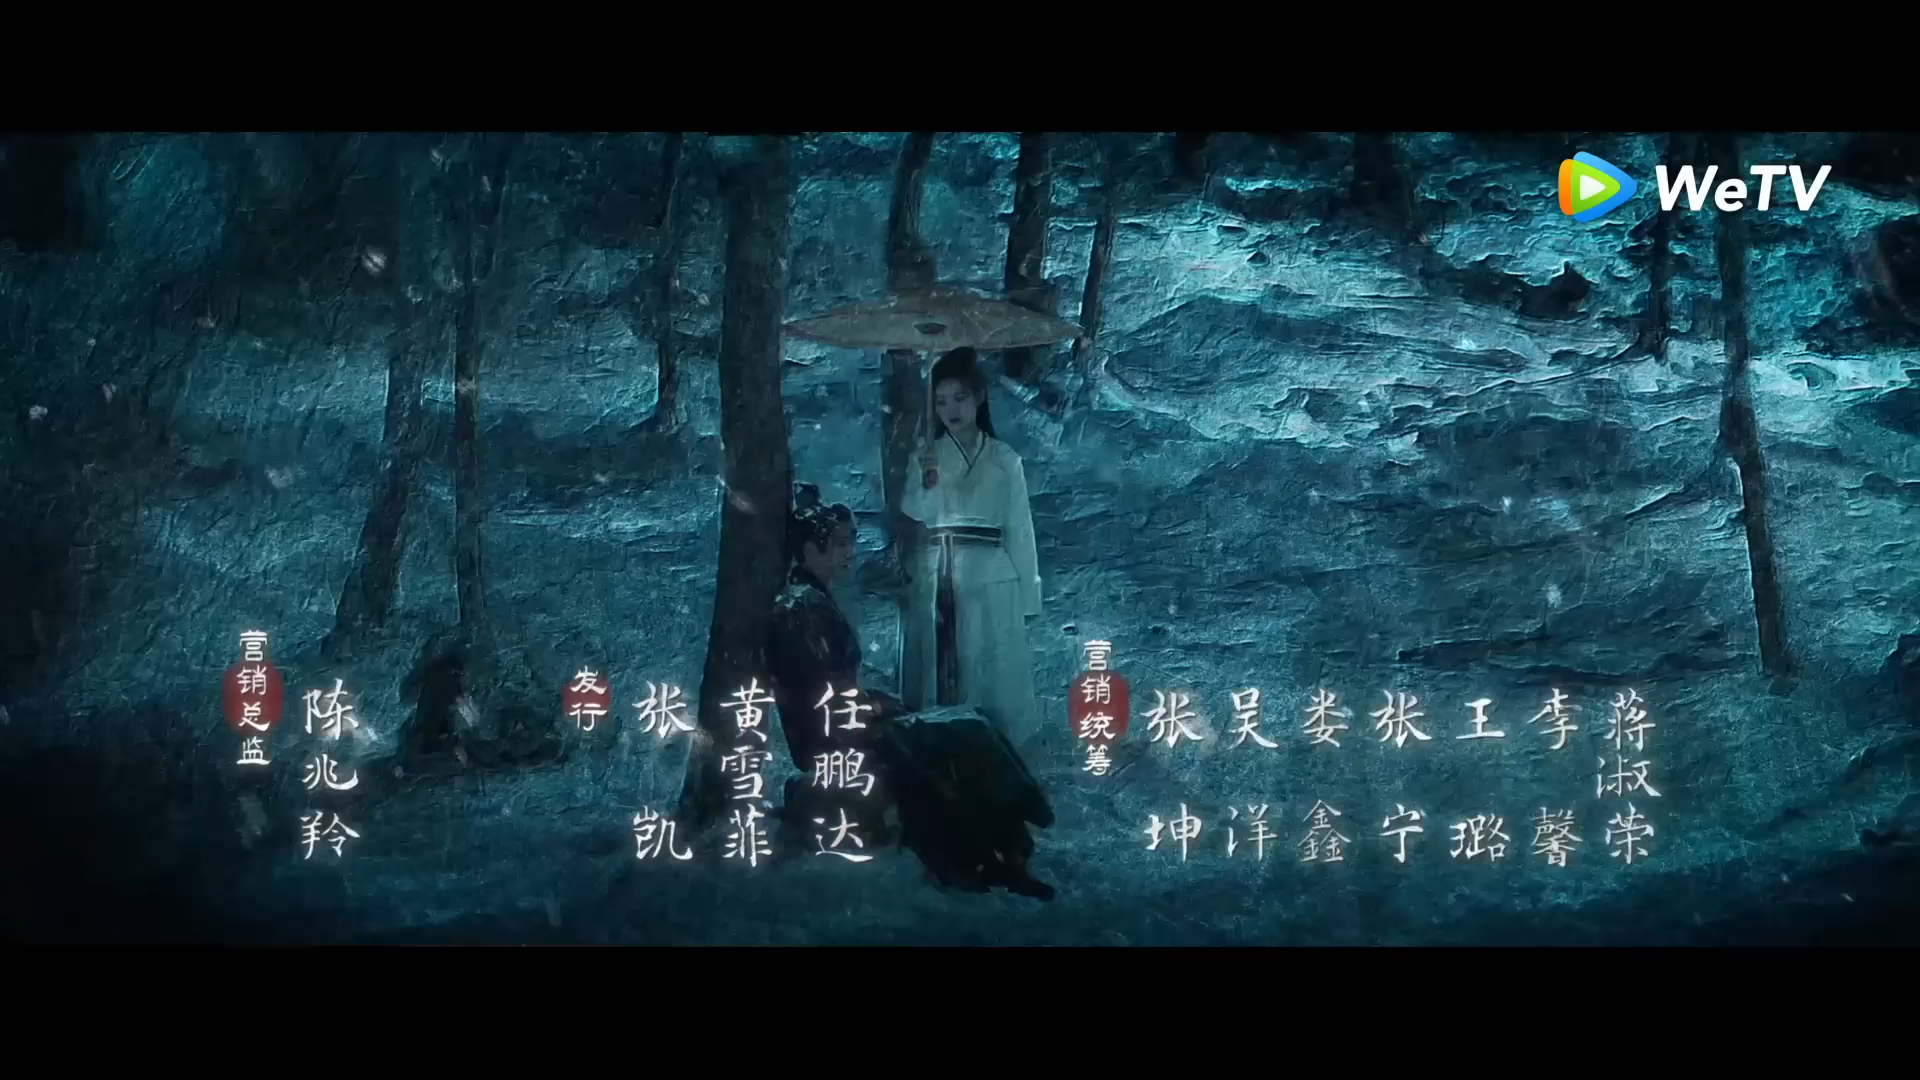 WeTV
营销总监
陈兆羚
发行
张凯
黄雪菲
任鹏达
营销统筹
张坤
吴洋
娄鑫
张宁
王璐
李馨
蒋淑荣